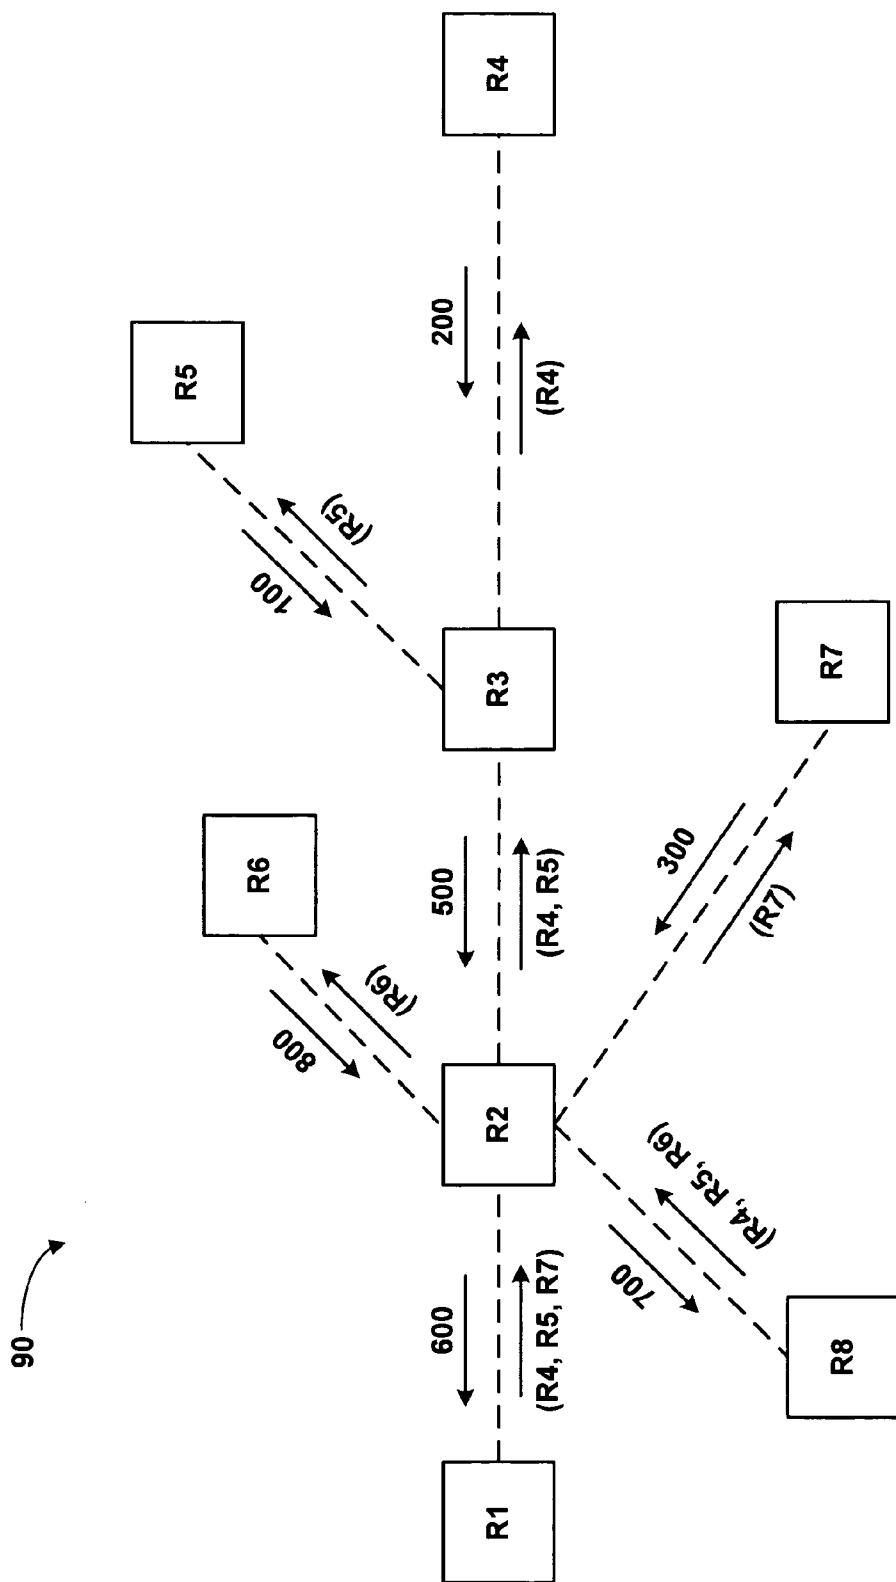 90
R5
R4
100
(R5)
200
(R4)
R6
800
(R6)
R1
600
(R4, R5, R7)
R2
500
(R4, R5)
R3
700
(R4, R5, R6)
300
(R7)
R8
R7